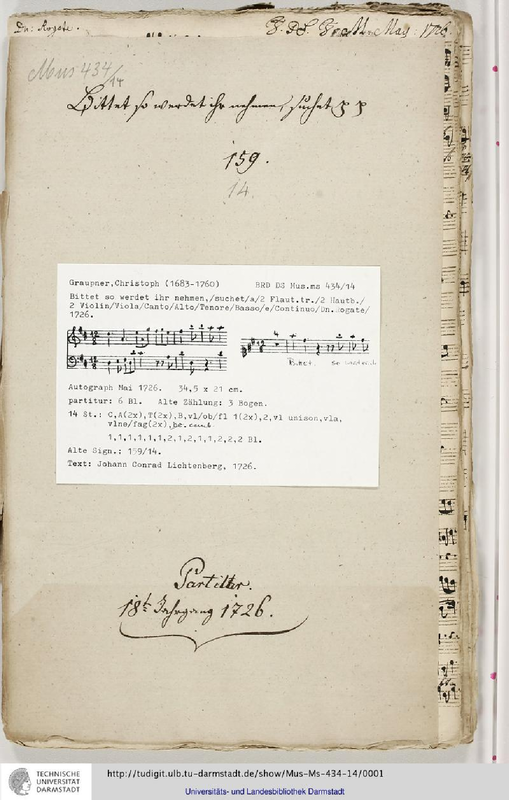 Dn: Rogate.
Mus 434/14
Bittet so werdet ihr nehmen, suchet
159.
14.
Graupner,Christoph (1683-1760) BRD DS Mus.ms 434/14
Bittet so werdet ihr nehmen,/suchet/a/2 Flaut.tr./2 Hautb./
2 Violin/Viola/Canto/Alto/Tenore/Basso/e/Continuo/Dn.Rogate/
1726.
Autograph Mai 1726. 34,5 x 21 cm.
partitur: 6 Bl. Alte Zählung: 3 Bogen.
14 St.: C,A(2x),T(2x),B,vl/ob/fl 1(2x),2,vl unison,vla,
vlne/fag(2x),bc.
1,1,1,1,1,1,2,1,2,1,1,2,2,2 Bl.
Alte Sign.: 159/14.
Text: Johann Conrad Lichtenberg, 1726.
Partitur.
18t Jahrgang 1726.
TECHNISCHE
UNIVERSITÄT
DARMSTADT
http://tudigit.ulb.tu-darmstadt.de/show/Mus-Ms-434-14/0001
Universitäts- und Landesbibliothek Darmstadt